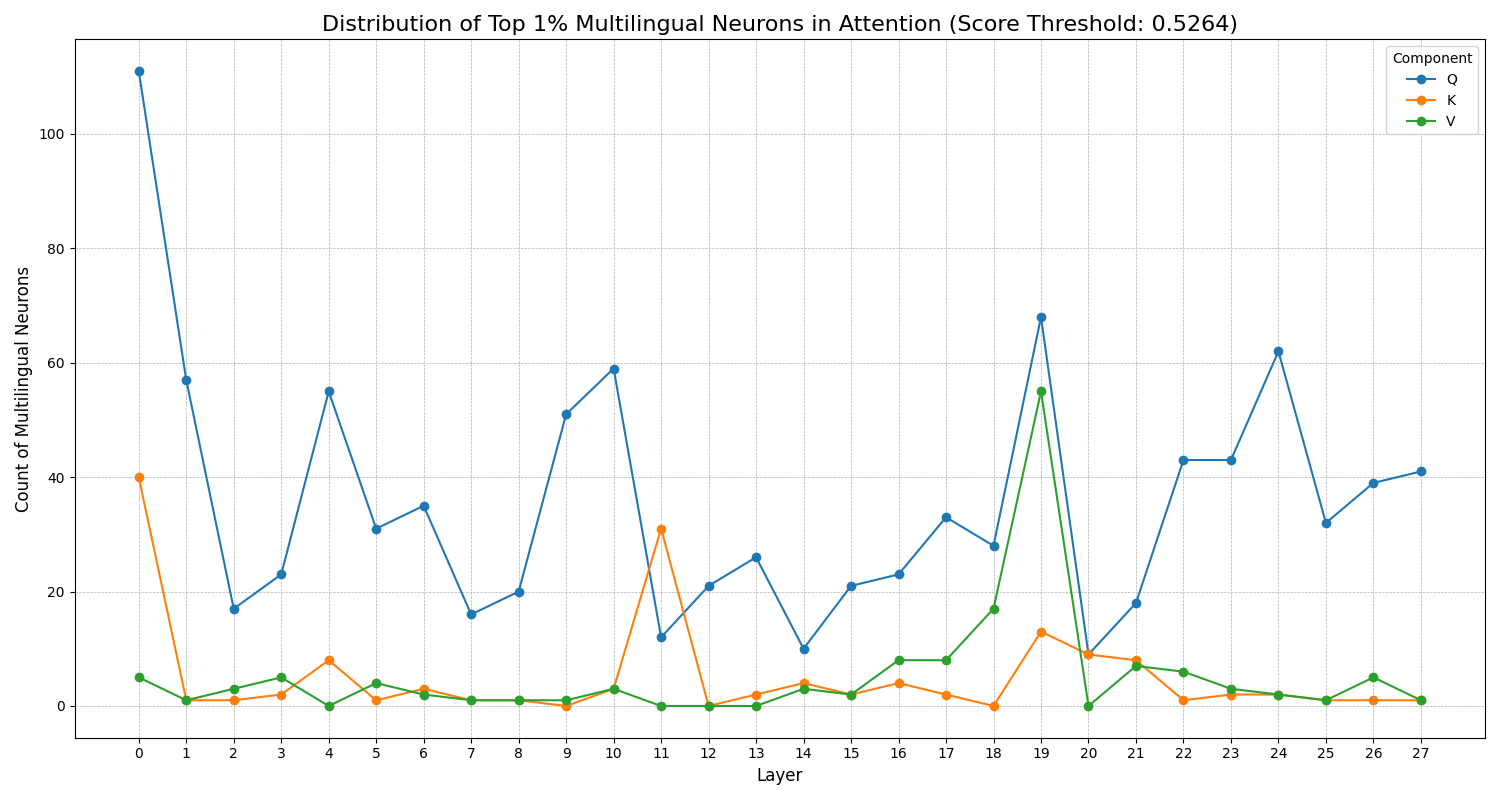 Distribution of Top 1% Multilingual Neurons in Attention (Score Threshold: 0.5264)
Component
Q
K
V
Count of Multilingual Neurons
100
80
60
40
20
0
0 1 2 3 4 5 6 7 8 9 10 11 12 13 14 15 16 17 18 19 20 21 22 23 24 25 26 27
Layer